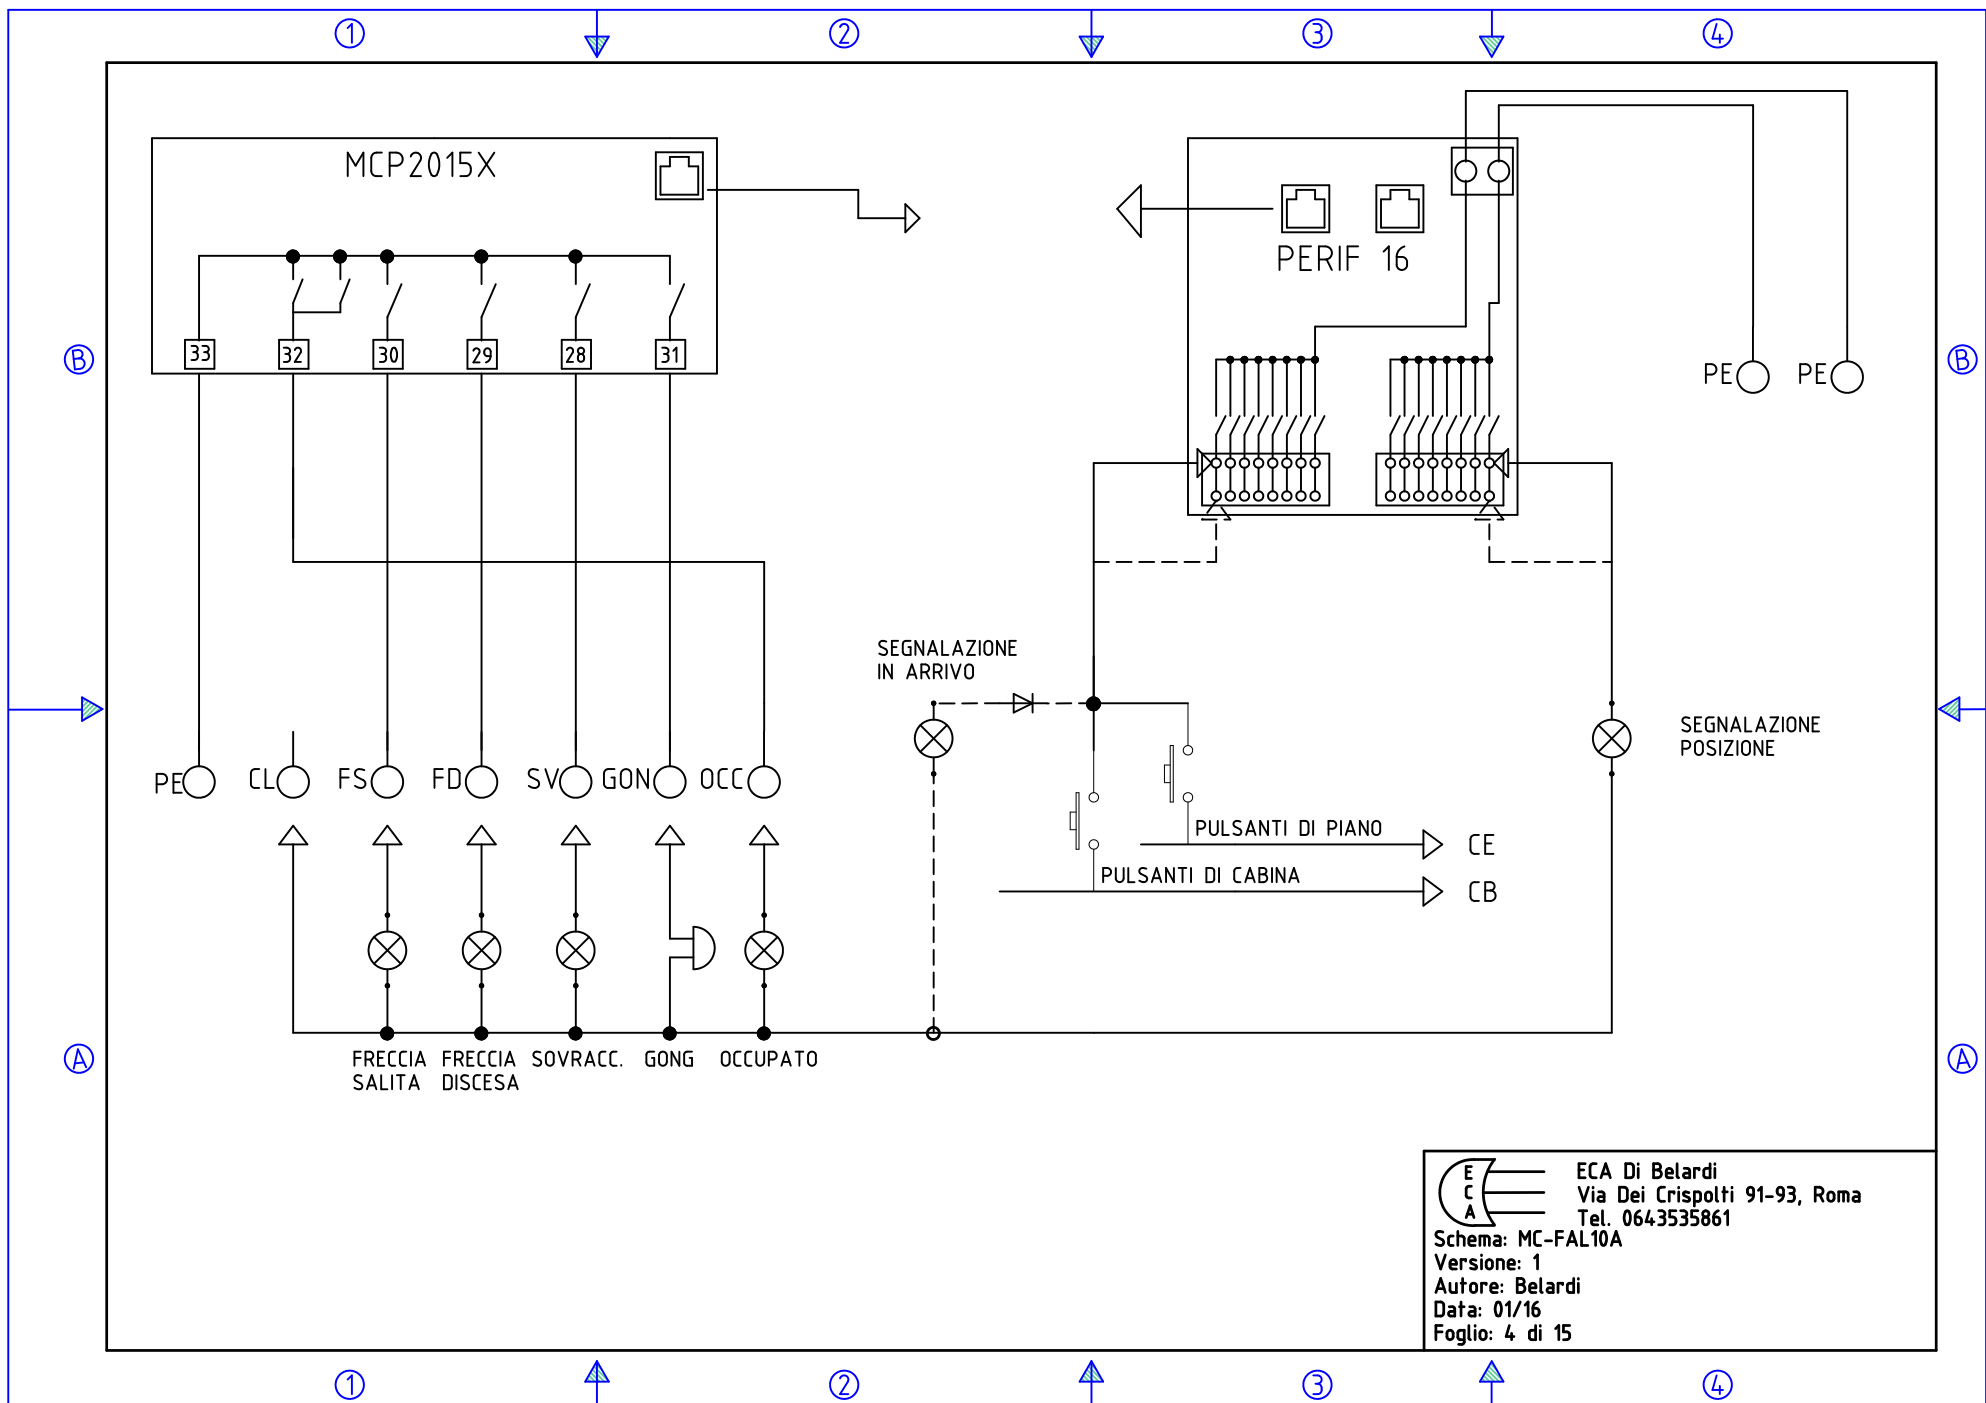 1 2 3 4
MCP2015X
PERIF 16
33 32 30 29 28 31
B B
PE PE
SEGNALAZIONE
IN ARRIVO
SEGNALAZIONE
POSIZIONE
PE CL FS FD SV GON OCC
PULSANTI DI PIANO CE
PULSANTI DI CABINA CB
A A
FRECCIA
SALITA
FRECCIA
DISCESA
SOVRACC.
GONG
OCCUPATO
E
C
A
ECA Di Belardi
Via Dei Crispolti 91-93, Roma
Tel. 0643535861
Schema: MC-FAL10A
Versione: 1
Autore: Belardi
Data: 01/16
Foglio: 4 di 15
1 2 3 4